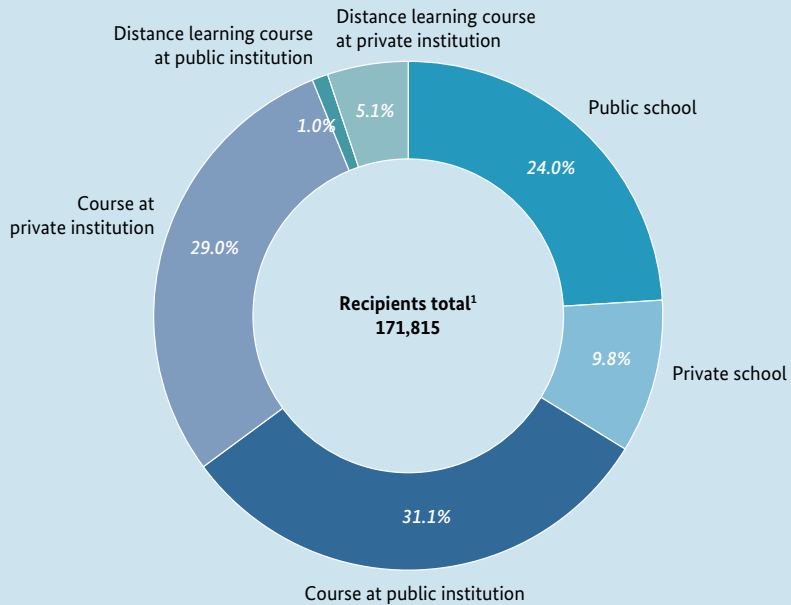 Distance learning course
at public institution
Distance learning course
at private institution
1.0%
5.1%
Public school
24.0%
Course at
private institution
29.0%
Recipients total¹
171,815
9.8%
Private school
31.1%
Course at public institution